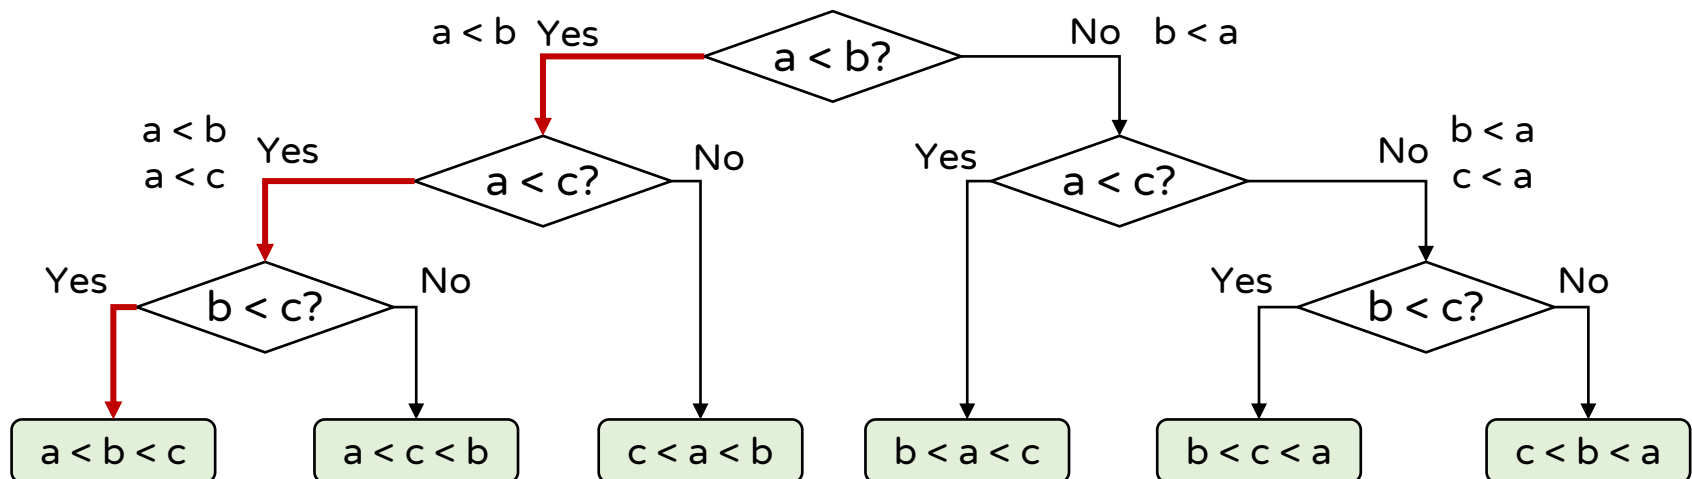 a < b Yes
a < b?
No b < a
a < b
a < c
Yes
a < c?
No
Yes
a < c?
No
b < a
c < a
Yes
b < c?
No
Yes
b < c?
No
a < b < c
a < c < b
c < a < b
b < a < c
b < c < a
c < b < a